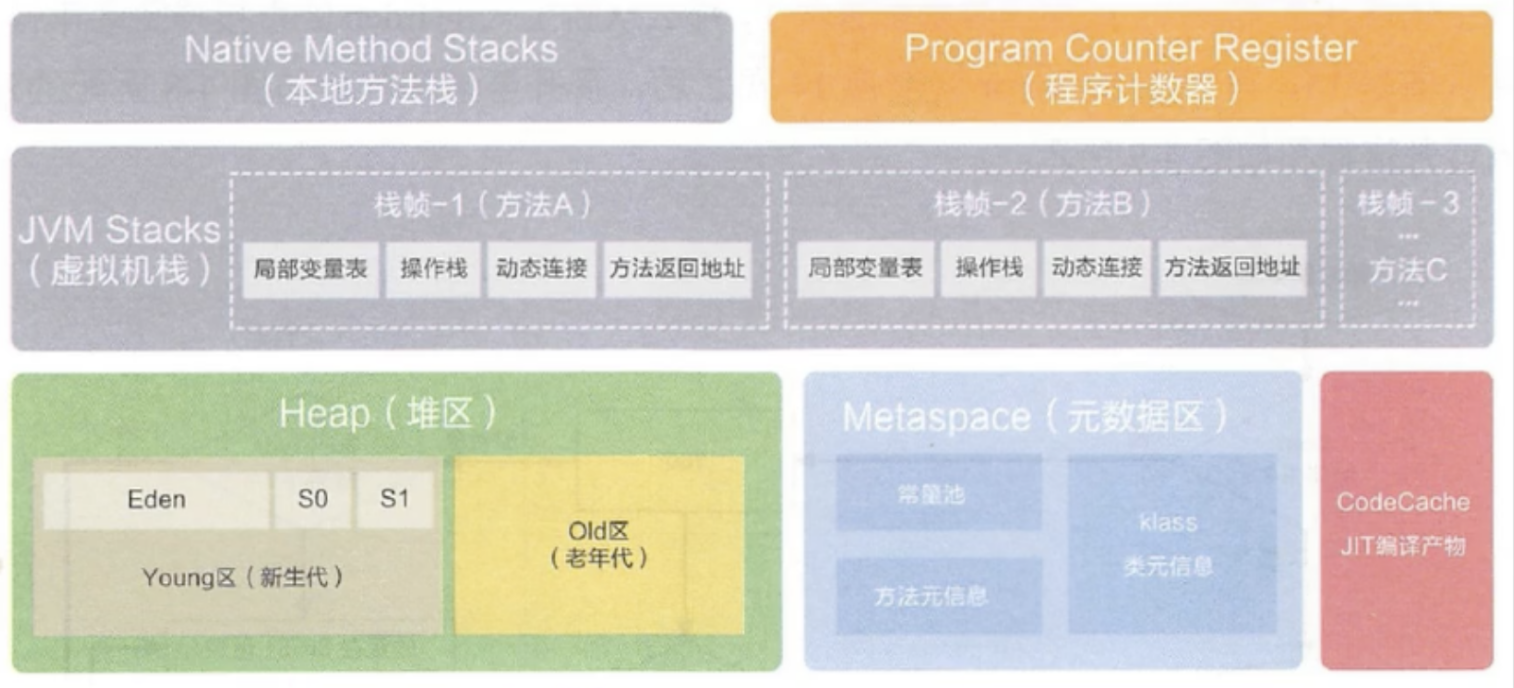 Native Method Stacks
（本地方法栈）
Program Counter Register
（程序计数器）
JVM Stacks
（虚拟机栈）
栈帧-1（方法A）
局部变量表
操作栈
动态连接
方法返回地址
栈帧-2（方法B）
局部变量表
操作栈
动态连接
方法返回地址
栈帧-3
...
方法C
...
Heap（堆区）
Eden
S0
S1
Young区（新生代）
Old区
（老年代）
Metaspace（元数据区）
常量池
方法元信息
klass
类元信息
CodeCache
JIT编译产物